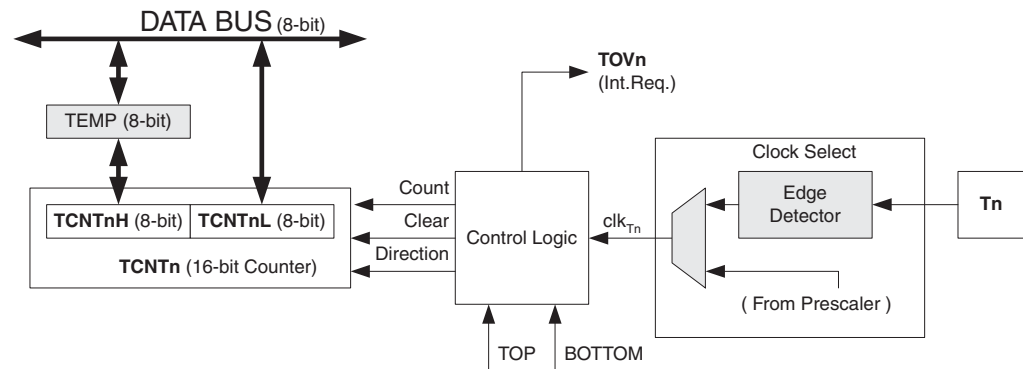 DATA BUS (8-bit)
TOVn
(Int.Req.)
TEMP (8-bit)
Clock Select
Count
Edge
Detector
Tn
TCNTnH (8-bit)
TCNTnL (8-bit)
Clear
Control Logic
clkTn
Direction
TCNTn (16-bit Counter)
( From Prescaler )
TOP
BOTTOM